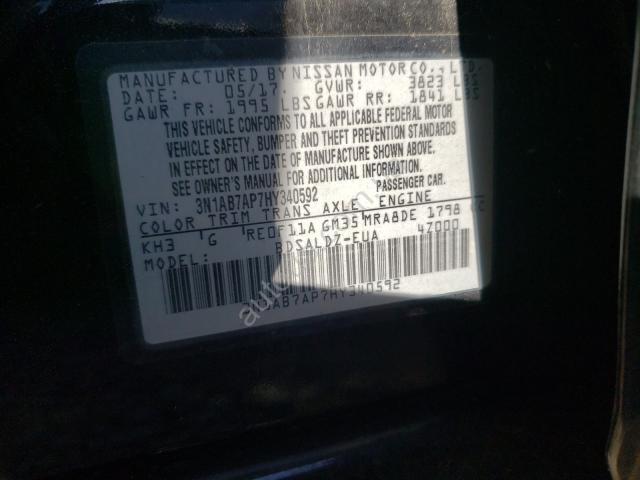 MANUFACTURED BY NISSAN MOTOR CO., LTD.
DATE: 05/17 GVWR: 3823 LBS
GAWR FR: 1995 LBS GAWR RR: 1841 LBS
THIS VEHICLE CONFORMS TO ALL APPLICABLE FEDERAL MOTOR
VEHICLE SAFETY, BUMPER AND THEFT PREVENTION STANDARDS
IN EFFECT ON THE DATE OF MANUFACTURE SHOWN ABOVE.
SEE OWNER'S MANUAL FOR ADDITIONAL INFORMATION.
VIN: 3N1AB7AP7HY340592 PASSENGER CAR.
COLOR TRIM TRANS AXLE ENGINE
KH3 G RE0F11A GM35 MRA8DE 1798 CC
MODEL: BDSALDZ-EUA 4Z000
3N1AB7AP7HY340592